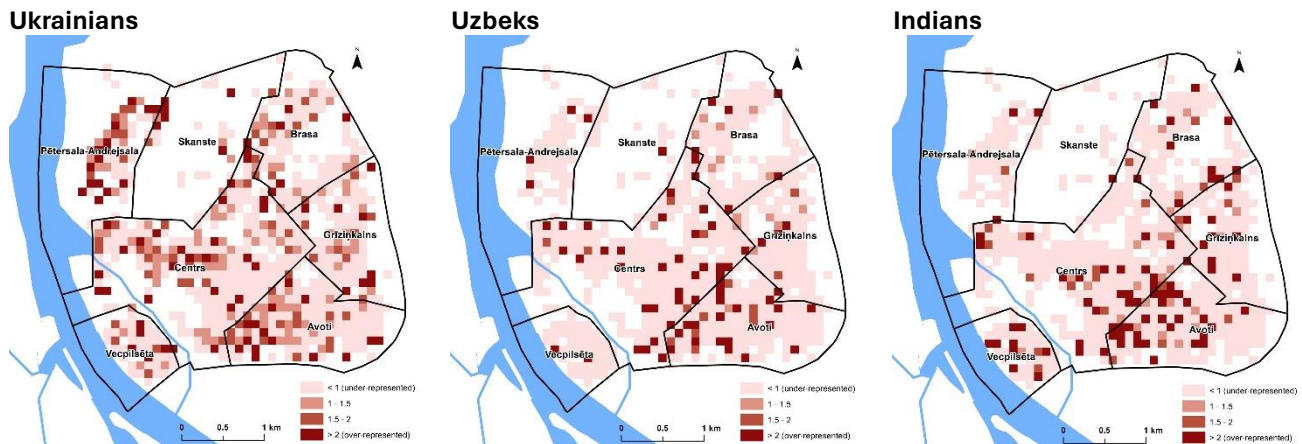 Ukrainians
N
Skanste
Brasa
Pētersala-Andrejsala
Grīziņkalns
Centrs
Avoti
Vecpilsēta
< 1 (under-represented)
1 - 1.5
1.5 - 2
> 2 (over-represented)
0 0.5 1 km
Uzbeks
N
Skanste
Brasa
Pētersala-Andrejsala
Grīziņkalns
Centrs
Avoti
Vecpilsēta
< 1 (under-represented)
1 - 1.5
1.5 - 2
> 2 (over-represented)
0 0.5 1 km
Indians
N
Skanste
Brasa
Pētersala-Andrejsala
Grīziņkalns
Centrs
Avoti
Vecpilsēta
< 1 (under-represented)
1 - 1.5
1.5 - 2
> 2 (over-represented)
0 0.5 1 km